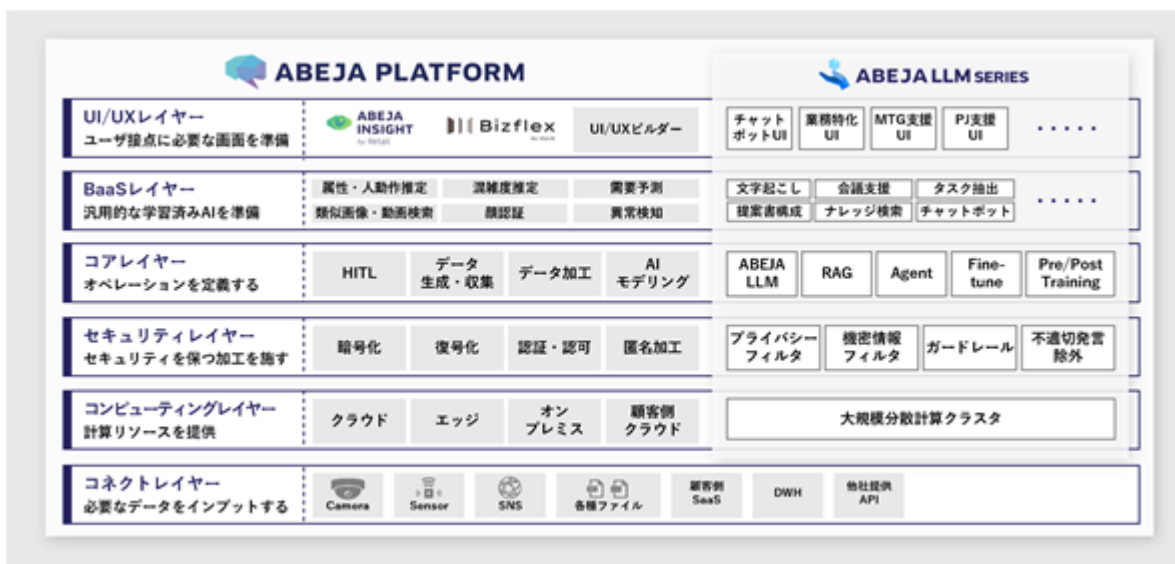 ABEJA PLATFORM
ABEJA LLM SERIES
UI/UXレイヤー
ユーザ接点に必要な画面を準備
ABEJA
INSIGHT
for Retail
Bizflex
by ABEJA
UI/UXビルダー
チャット
ボットUI
業務特化
UI
MTG支援
UI
PJ支援
UI
・・・・・
BaaSレイヤー
汎用的な学習済みAIを準備
属性・人動作推定
混雑度推定
需要予測
類似画像・動画検索
顔認証
異常検知
文字起こし
会議支援
タスク抽出
提案書構成
ナレッジ検索
チャットボット
・・・・・
コアレイヤー
オペレーションを定義する
HITL
データ
生成・収集
データ加工
AI
モデリング
ABEJA
LLM
RAG
Agent
Fine-
tune
Pre/Post
Training
セキュリティレイヤー
セキュリティを保つ加工を施す
暗号化
復号化
認証・認可
匿名加工
プライバシー
フィルタ
機密情報
フィルタ
ガードレール
不適切発言
除外
コンピューティングレイヤー
計算リソースを提供
クラウド
エッジ
オン
プレミス
顧客側
クラウド
大規模分散計算クラスタ
コネクトレイヤー
必要なデータをインプットする
Camera
Sensor
SNS
各種ファイル
顧客側
SaaS
DWH
他社提供
API